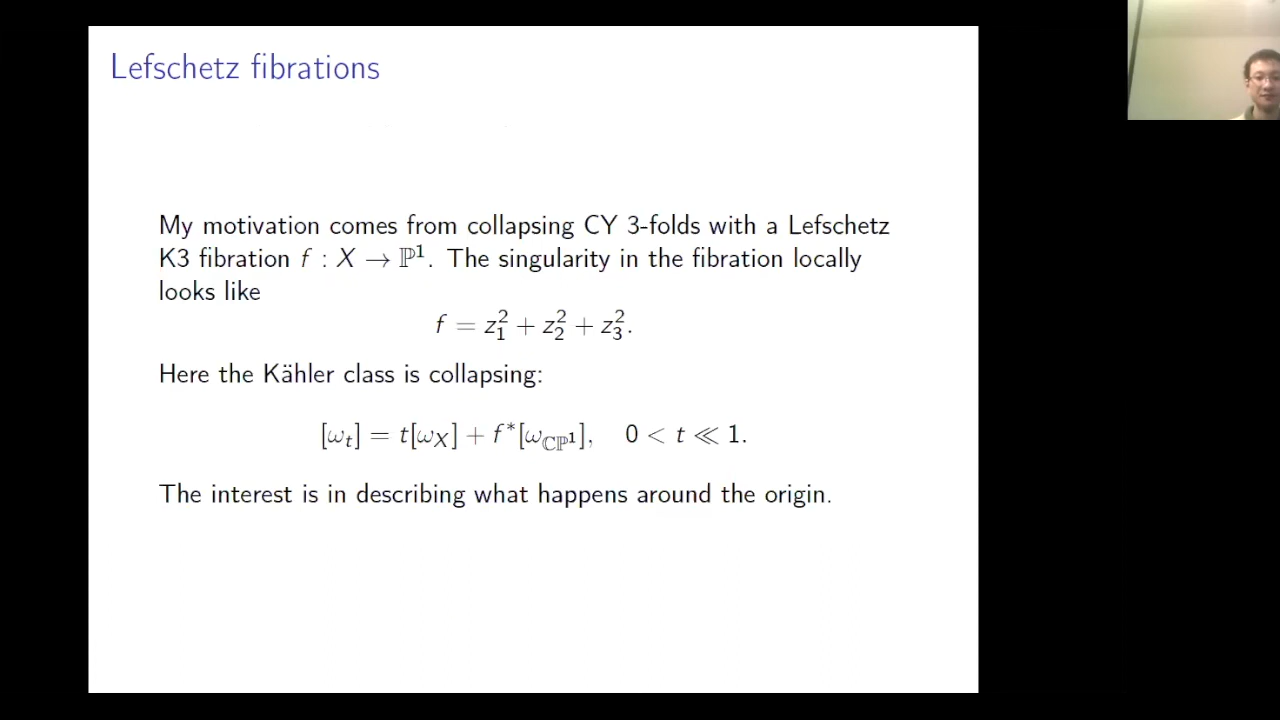 Lefschetz fibrations
My motivation comes from collapsing CY 3-folds with a Lefschetz
K3 fibration f : X → ℙ¹. The singularity in the fibration locally
looks like
f = z₁² + z₂² + z₃².
Here the Kähler class is collapsing:
[ωₜ] = t[ω_X] + f*[ω_ℂℙ¹],    0 < t ≪ 1.
The interest is in describing what happens around the origin.